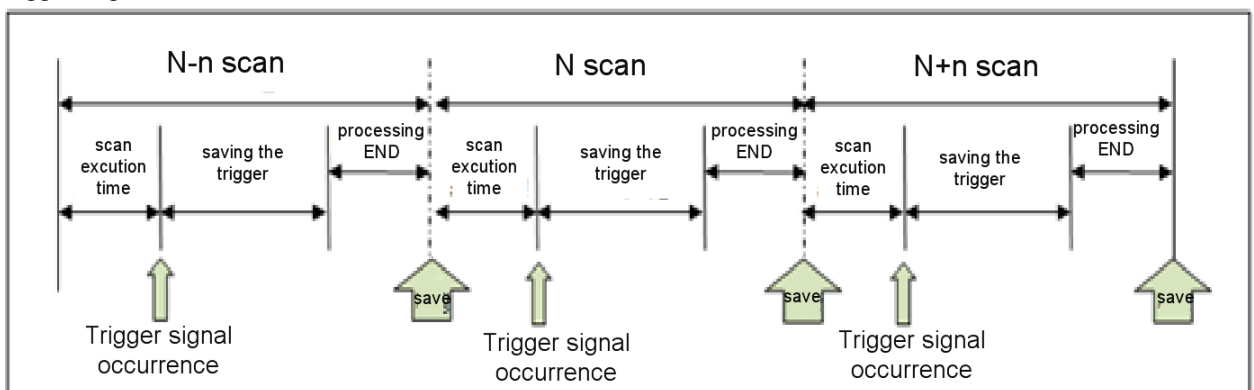 N-n scan
N scan
N+n scan
scan
excution
time
saving the
trigger
processing
END
scan
excution
time
saving the
trigger
processing
END
scan
excution
time
saving the
trigger
processing
END
save
save
save
Trigger signal
occurrence
Trigger signal
occurrence
Trigger signal
occurrence